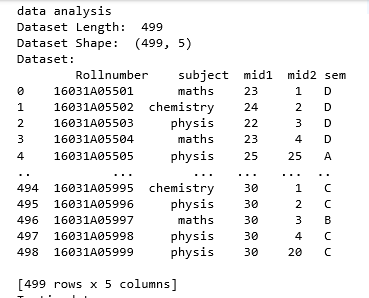 data analysis
Dataset Length:  499
Dataset Shape:  (499, 5)
Dataset:
Rollnumber    subject  mid1  mid2 sem
0    16031A05501      maths    23     1   D
1    16031A05502  chemistry    24     2   D
2    16031A05503     physis    22     3   D
3    16031A05504      maths    23     4   D
4    16031A05505     physis    25    25   A
..           ...        ...   ...   ...  ..
494  16031A05995  chemistry    30     1   C
495  16031A05996     physis    30     2   C
496  16031A05997      maths    30     3   B
497  16031A05998     physis    30     4   C
498  16031A05999     physis    30    20   C
[499 rows x 5 columns]